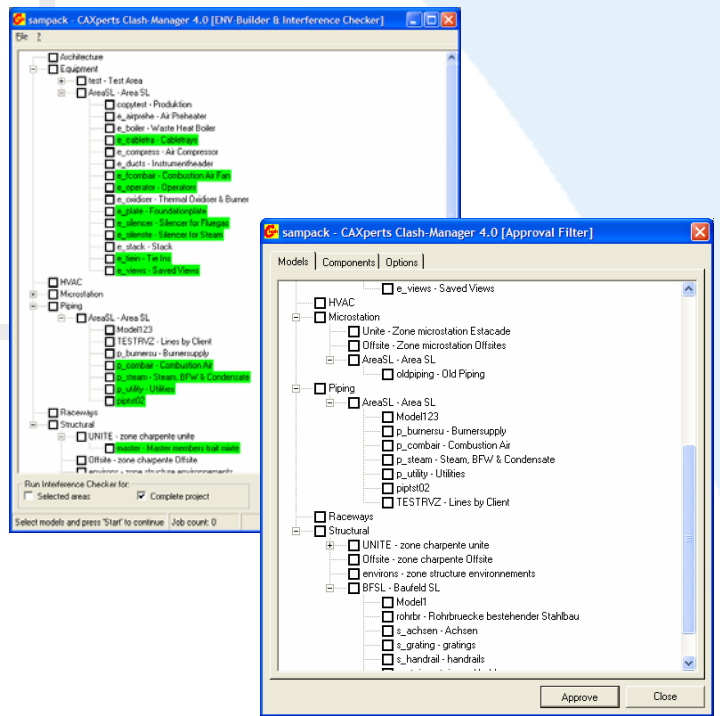 sampack - CAXperts Clash-Manager 4.0 [ENV-Builder & Interference Checker]
File ?
Architecture
Equipment
test - Test Area
AreaSL - Area SL
copytest - Produktion
e_airprehe - Air Preheater
e_boiler - Waste Heat Boiler
e_cabletra - Cabletrays
e_compress - Air Compressor
e_ducts - Instrumentheader
e_fcombair - Combustion Air Fan
e_operator - Operators
e_oxidiser - Thermal Oxidiser & Burner
e_plate - Foundationplate
e_silencer - Silencer for Fluegas
e_silenste - Silencer for Steam
e_stack - Stack
e_tiein - Tie Ins
e_views - Saved Views
HVAC
Microstation
Piping
AreaSL - Area SL
Model123
TESTRVZ - Lines by Client
p_burnersu - Burnersupply
p_combair - Combustion Air
p_steam - Steam, BFW & Condensate
p_utility - Utilities
piptst02
Raceways
Structural
UNITE - zone charpente unite
master - Master members trait mixte
Offsite - zone charpente Offsite
environs - zone structure environnements
Run Interference Checker for:
Selected areas
Complete project
Select models and press 'Start' to continue
Job count: 0
sampack - CAXperts Clash-Manager 4.0 [Approval Filter]
Models Components Options
e_views - Saved Views
HVAC
Microstation
Unite - Zone microstation Estacade
Offsite - Zone microstation Offsites
AreaSL - Area SL
oldpiping - Old Piping
Piping
AreaSL - Area SL
Model123
p_burnersu - Burnersupply
p_combair - Combustion Air
p_steam - Steam, BFW & Condensate
p_utility - Utilities
piptst02
TESTRVZ - Lines by Client
Raceways
Structural
UNITE - zone charpente unite
Offsite - zone charpente Offsite
environs - zone structure environnements
BFSL - Baufeld SL
Model1
rohrbr - Rohrbruecke bestehender Stahlbau
s_achsen - Achsen
s_grating - gratings
s_handrail - handrails
Approve
Close